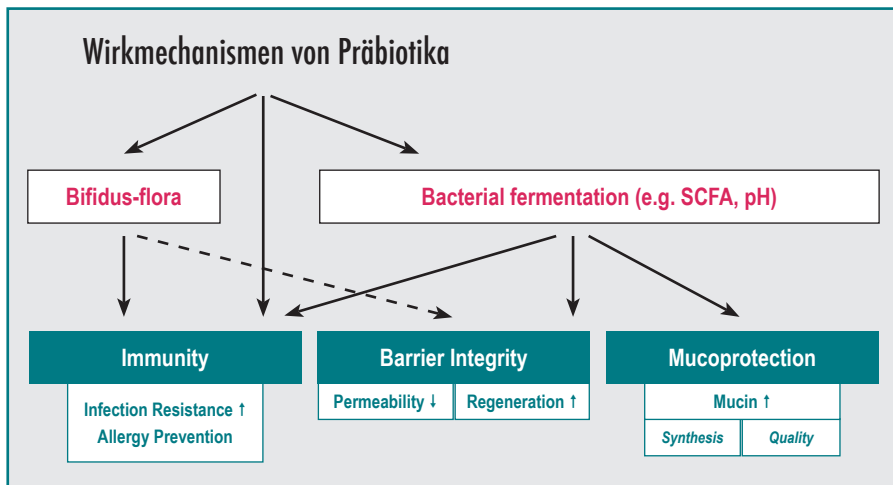 Wirkmechanismen von Präbiotika
Bifidus-flora
Bacterial fermentation (e.g. SCFA, pH)
Immunity
Barrier Integrity
Mucoprotection
Infection Resistance ↑
Allergy Prevention
Permeability ↓
Regeneration ↑
Mucin ↑
Synthesis
Quality